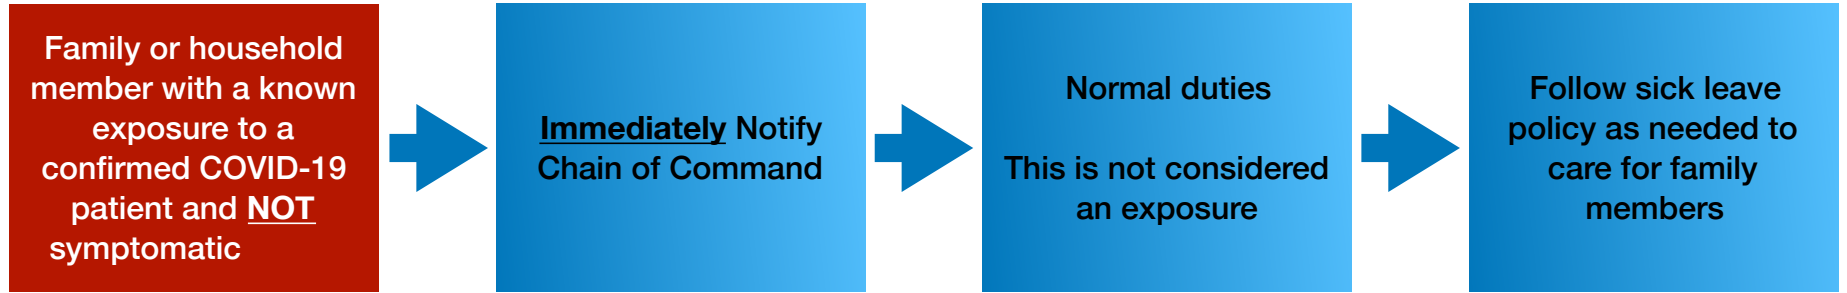 Family or household
member with a known
exposure to a
confirmed COVID-19
patient and NOT
symptomatic
Immediately Notify
Chain of Command
Normal duties
This is not considered
an exposure
Follow sick leave
policy as needed to
care for family
members